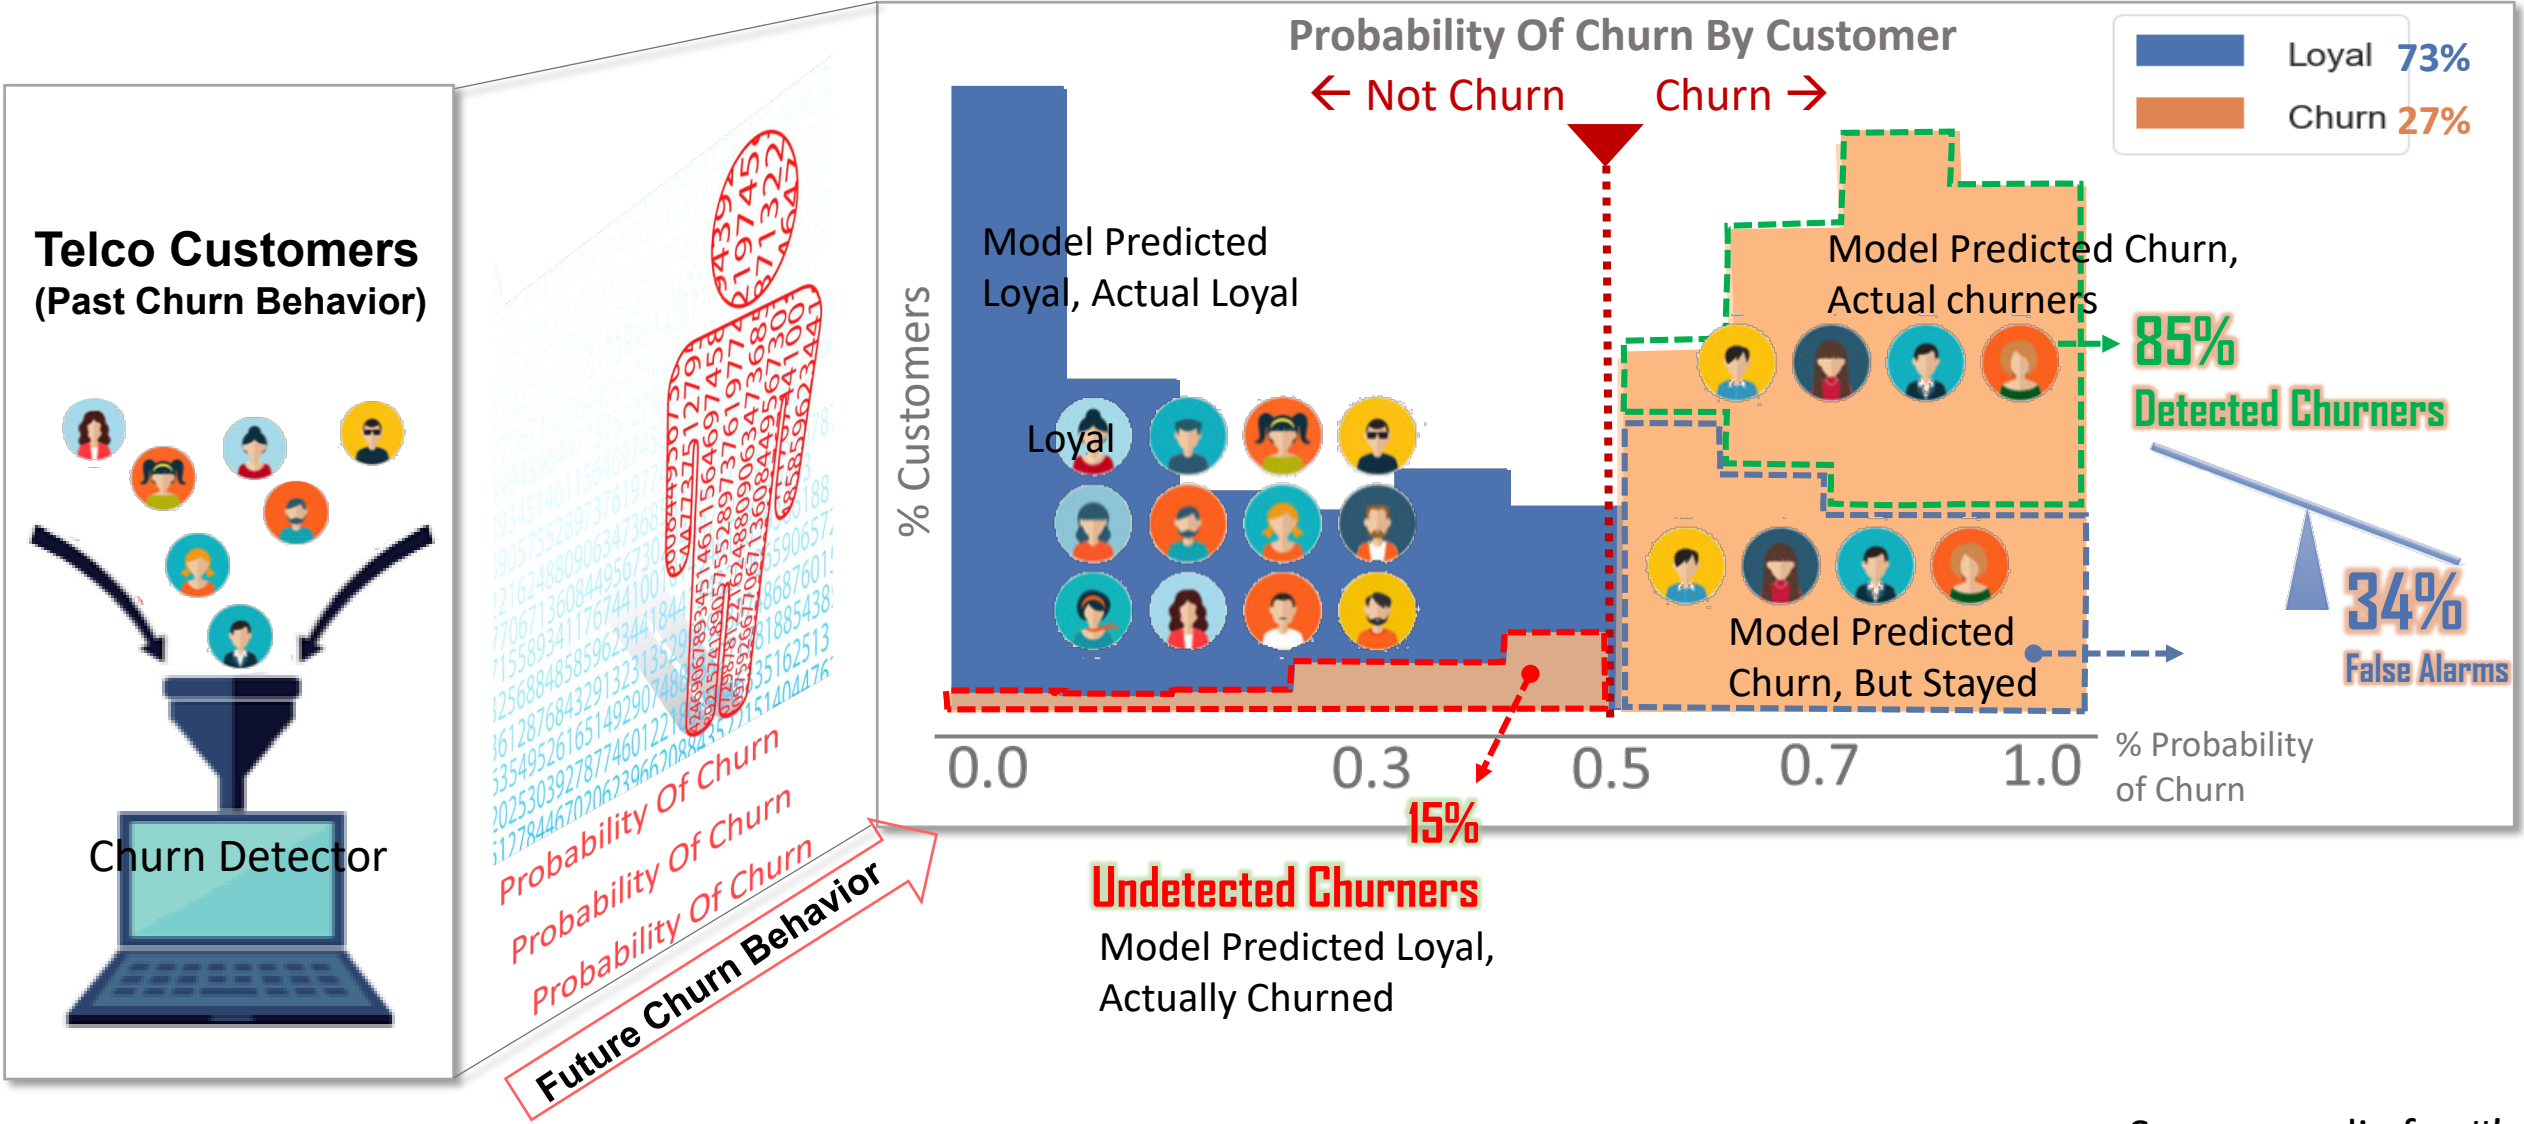 Probability Of Churn By Customer
← Not Churn
Churn →
Loyal 73%
Churn 27%
Telco Customers
(Past Churn Behavior)
Churn Detector
Probability Of Churn
Probability Of Churn
Probability Of Churn
Future Churn Behavior
% Customers
Model Predicted
Loyal, Actual Loyal
Loyal
Model Predicted Churn,
Actual churners
85%
Detected Churners
Model Predicted
Churn, But Stayed
34%
False Alarms
0.0
0.3
0.5
0.7
1.0
% Probability
of Churn
15%
Undetected Churners
Model Predicted Loyal,
Actually Churned